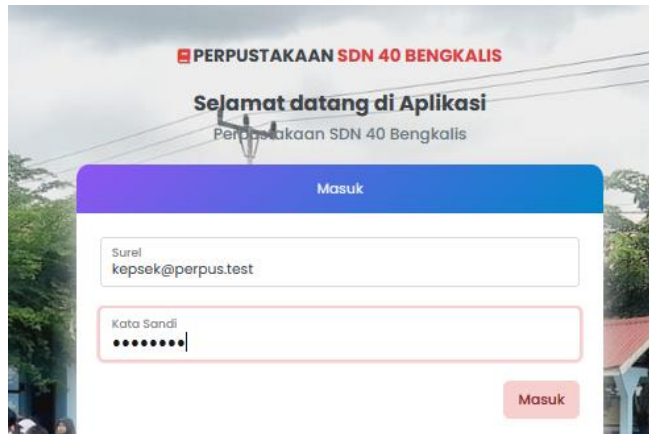 PERPUSTAKAAN SDN 40 BENGKALIS
Selamat datang di Aplikasi
Perpustakaan SDN 40 Bengkalis
Masuk
Surel
kepsek@perpus.test
Kata Sandi
••••••••
Masuk